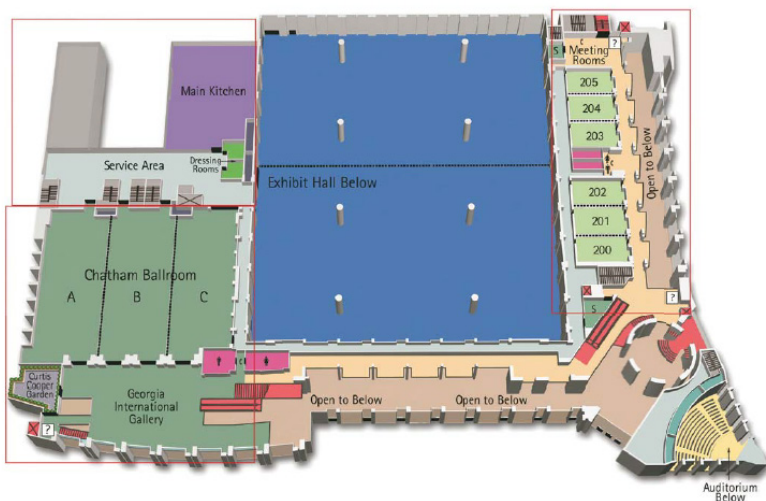 ?
c
Meeting
Rooms
S
205
204
203
c
202
201
200
Open to Below
Main Kitchen
Dressing
Rooms
Service Area
Exhibit Hall Below
Chatham Ballroom
A
B
C
?
S
c
Curtis
Cooper
Garden
Georgia
International
Gallery
Open to Below
Open to Below
?
Auditorium
Below